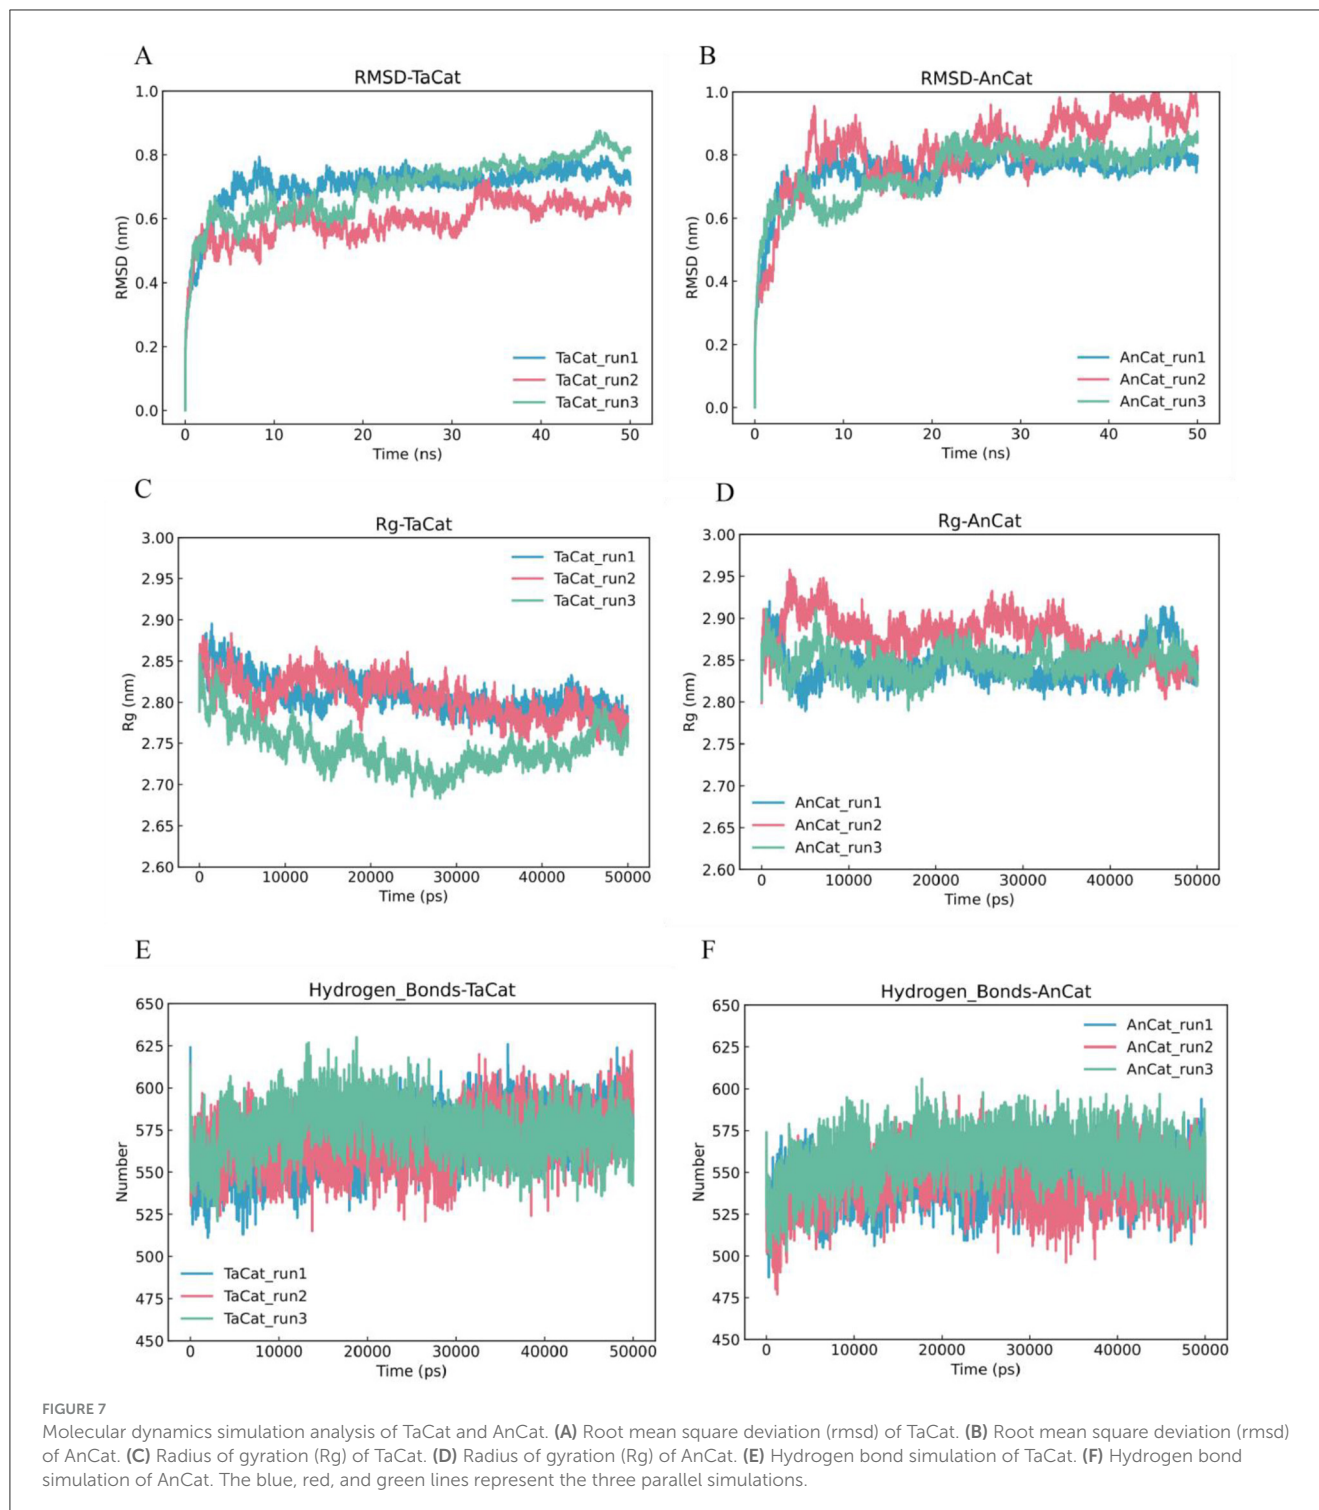 A
RMSD-TaCat
1.0
0.8
0.6
0.4
0.2
0.0
RMSD (nm)
TaCat_run1
TaCat_run2
TaCat_run3
0 10 20 30 40 50
Time (ns)
B
RMSD-AnCat
1.0
0.8
0.6
0.4
0.2
0.0
RMSD (nm)
AnCat_run1
AnCat_run2
AnCat_run3
0 10 20 30 40 50
Time (ns)
C
Rg-TaCat
3.00
2.95
2.90
2.85
2.80
2.75
2.70
2.65
2.60
Rg (nm)
TaCat_run1
TaCat_run2
TaCat_run3
0 10000 20000 30000 40000 50000
Time (ps)
D
Rg-AnCat
3.00
2.95
2.90
2.85
2.80
2.75
2.70
2.65
2.60
Rg (nm)
AnCat_run1
AnCat_run2
AnCat_run3
0 10000 20000 30000 40000 50000
Time (ps)
E
Hydrogen_Bonds-TaCat
650
625
600
575
550
525
500
475
450
Number
TaCat_run1
TaCat_run2
TaCat_run3
0 10000 20000 30000 40000 50000
Time (ps)
F
Hydrogen_Bonds-AnCat
650
625
600
575
550
525
500
475
450
Number
AnCat_run1
AnCat_run2
AnCat_run3
0 10000 20000 30000 40000 50000
Time (ps)
FIGURE 7
Molecular dynamics simulation analysis of TaCat and AnCat. (A) Root mean square deviation (rmsd) of TaCat. (B) Root mean square deviation (rmsd)
of AnCat. (C) Radius of gyration (Rg) of TaCat. (D) Radius of gyration (Rg) of AnCat. (E) Hydrogen bond simulation of TaCat. (F) Hydrogen bond
simulation of AnCat. The blue, red, and green lines represent the three parallel simulations.